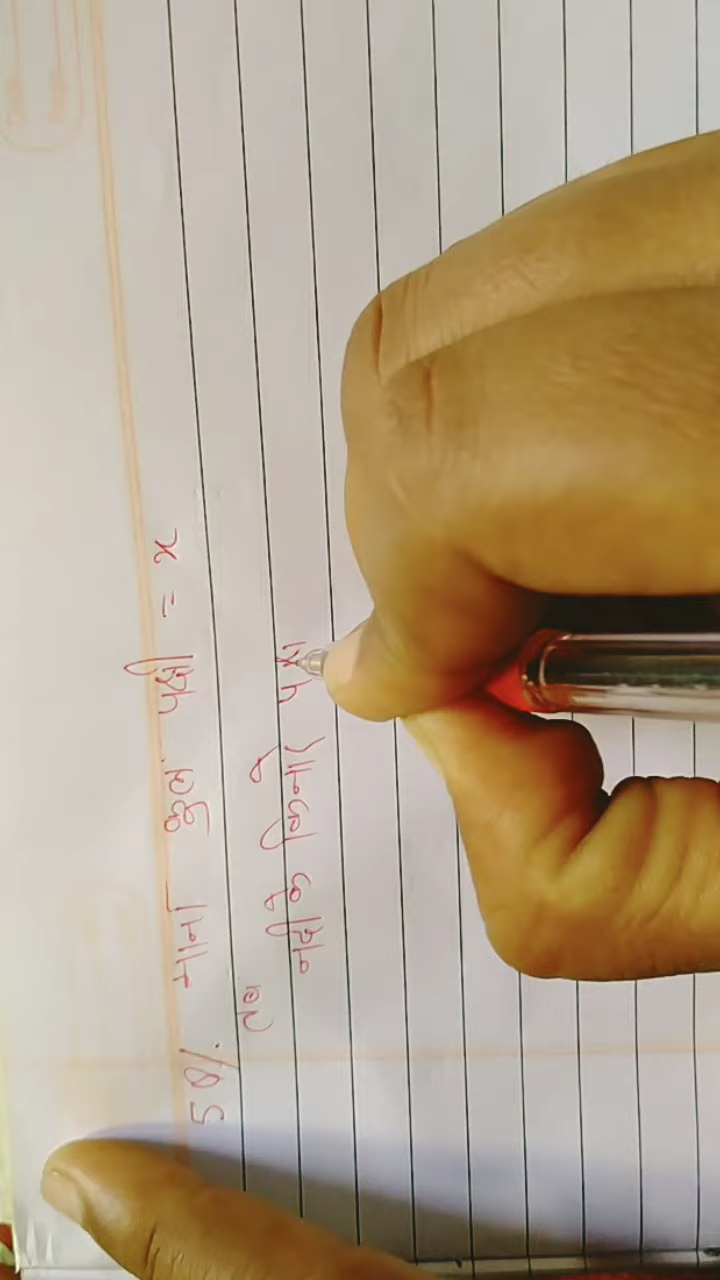 50/. माना कुल पक्षी = x
तब
नदी के किनारे पक्ष